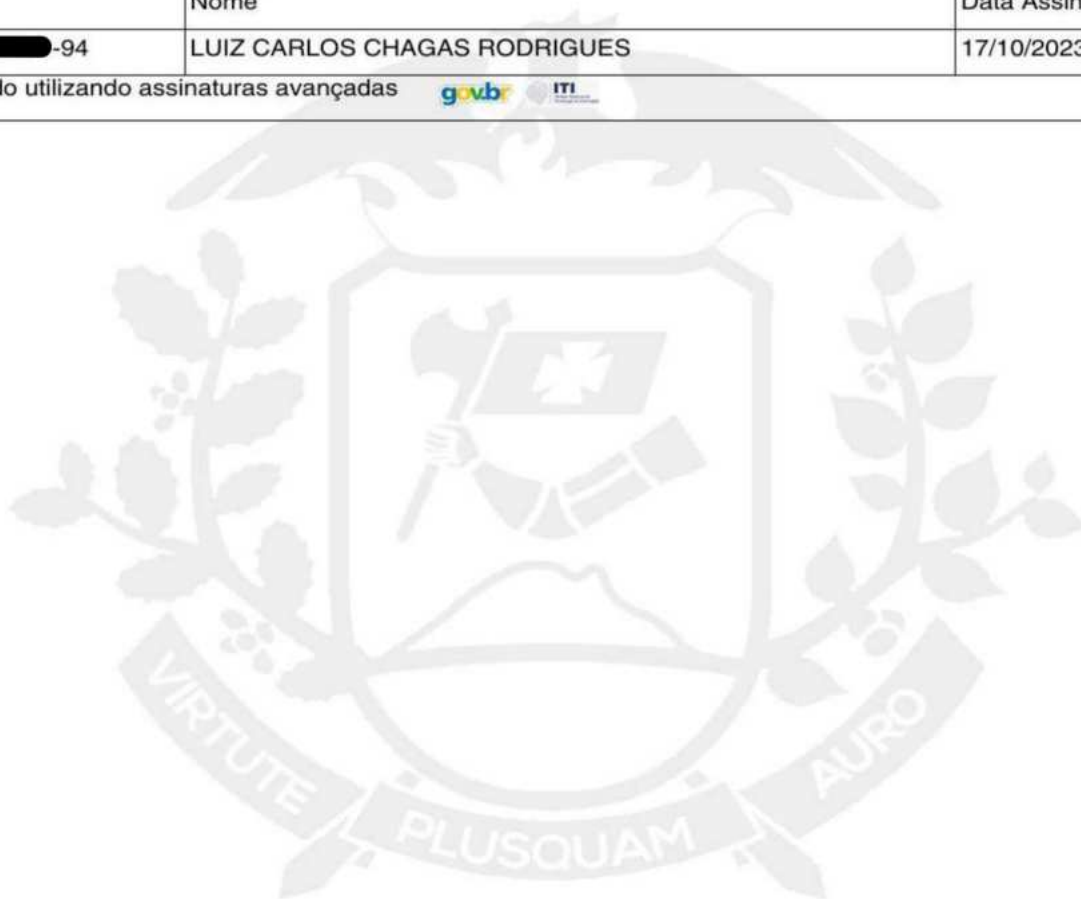 Nome Data Assin
-94 LUIZ CARLOS CHAGAS RODRIGUES 17/10/2023
do utilizando assinaturas avançadas gov.br ITI
VIRTUTE PLUSQUAM AURO